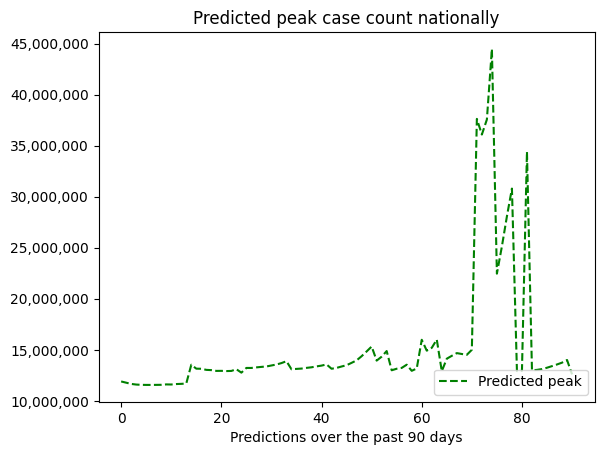 Predicted peak case count nationally
45,000,000
40,000,000
35,000,000
30,000,000
25,000,000
20,000,000
15,000,000
10,000,000
Predicted peak
0 20 40 60 80
Predictions over the past 90 days